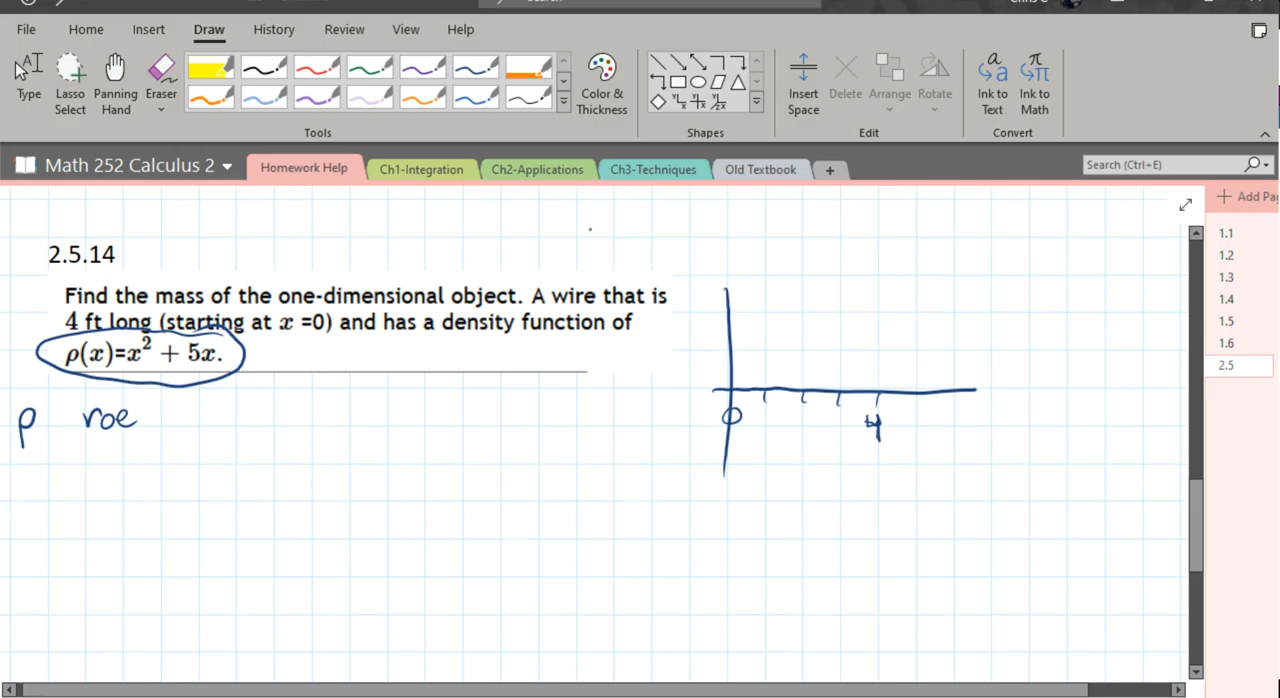 File Home Insert Draw History Review View Help
Type
Lasso Select
Panning Hand
Eraser
Color & Thickness
Insert Space
Delete
Arrange
Rotate
Ink to Text
Ink to Math
Tools
Shapes
Edit
Convert
Math 252 Calculus 2
Homework Help
Ch1-Integration
Ch2-Applications
Ch3-Techniques
Old Textbook
Search (Ctrl+E)
Add Pa
1.1
1.2
1.3
1.4
1.5
1.6
2.5
2.5.14
Find the mass of the one-dimensional object. A wire that is
4 ft long (starting at x =0) and has a density function of
ρ(x)=x² + 5x.
ρ roe
0 4